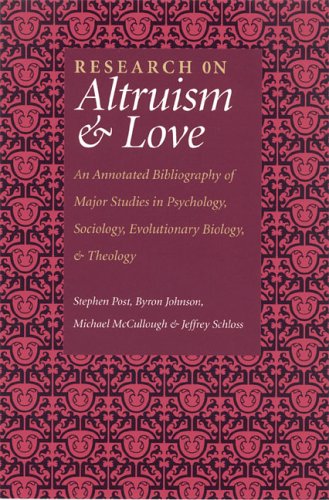 RESEARCH ON
Altruism
& Love
An Annotated Bibliography of
Major Studies in Psychology,
Sociology, Evolutionary Biology,
& Theology
Stephen Post, Byron Johnson,
Michael McCullough & Jeffrey Schloss